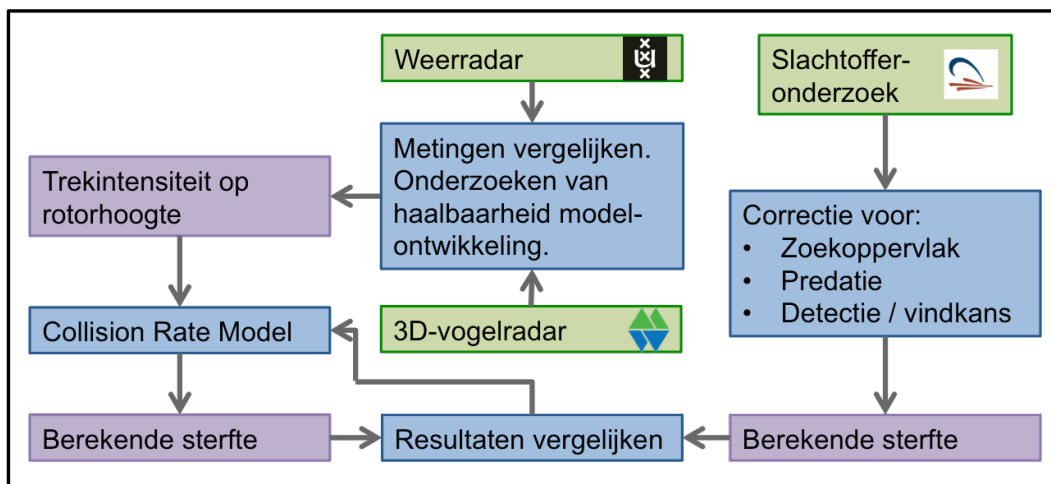 Weerradar
Slachtoffer-
onderzoek
Metingen vergelijken.
Onderzoeken van
haalbaarheid model-
ontwikkeling.
Trekintensiteit op
rotorhoogte
Correctie voor:
• Zoekoppervlak
• Predatie
• Detectie / vindkans
Collision Rate Model
3D-vogelradar
Berekende sterfte
Resultaten vergelijken
Berekende sterfte